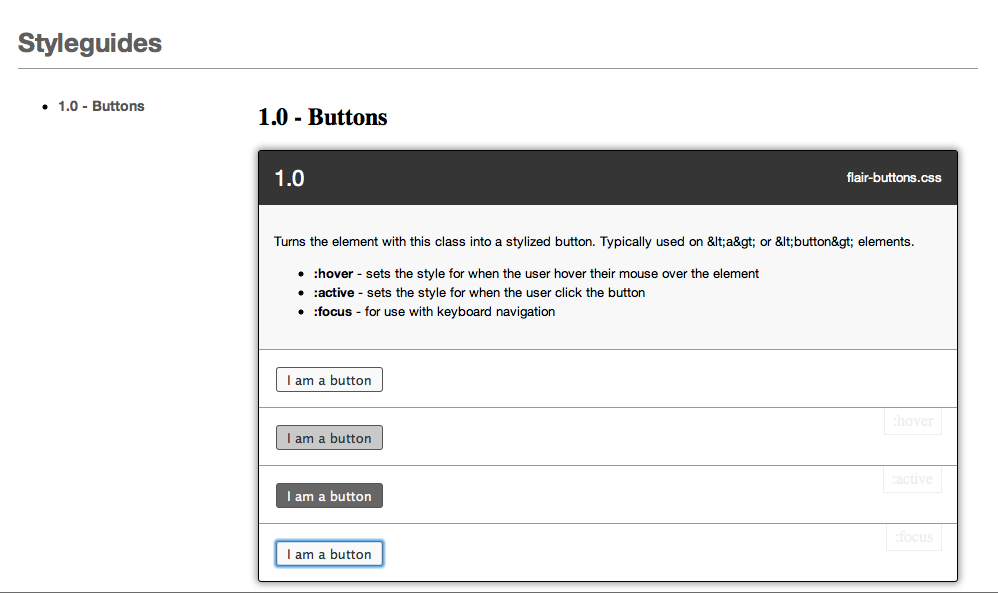 Styleguides
1.0 - Buttons
1.0 - Buttons
1.0
flair-buttons.css
Turns the element with this class into a stylized button. Typically used on &lt;a&gt; or &lt;button&gt; elements.
:hover - sets the style for when the user hover their mouse over the element
:active - sets the style for when the user click the button
:focus - for use with keyboard navigation
I am a button
:hover
I am a button
:active
I am a button
:focus
I am a button